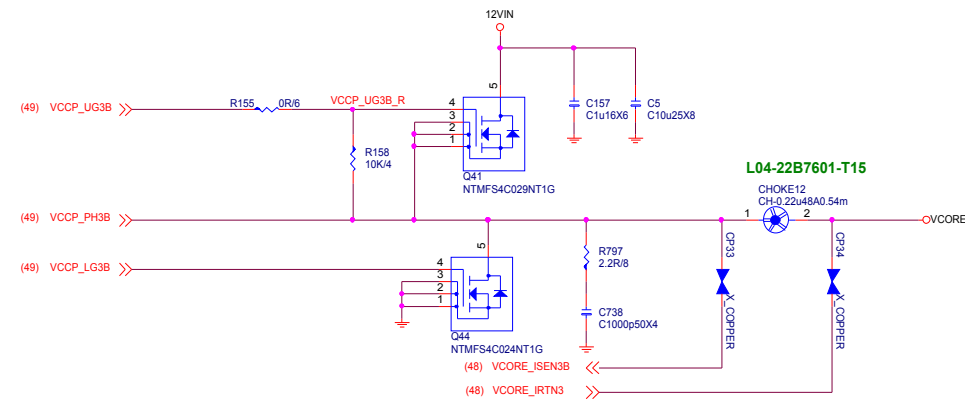 12VIN
5
(49) VCCP_UG3B
R155
0R/6
VCCP_UG3B_R
4
3
2
1
C157
C1u16X6
C5
C10u25X8
R158
10K/4
Q41
NTMFS4C029NT1G
L04-22B7601-T15
CHOKE12
CH-0.22u48A0.54m
(49) VCCP_PH3B
1
2
VCORE
5
CP33
CP34
(49) VCCP_LG3B
4
3
2
1
R797
2.2R/8
X_COPPER
X_COPPER
C738
C1000p50X4
Q44
NTMFS4C024NT1G
(48) VCORE_ISEN3B
(48) VCORE_IRTN3